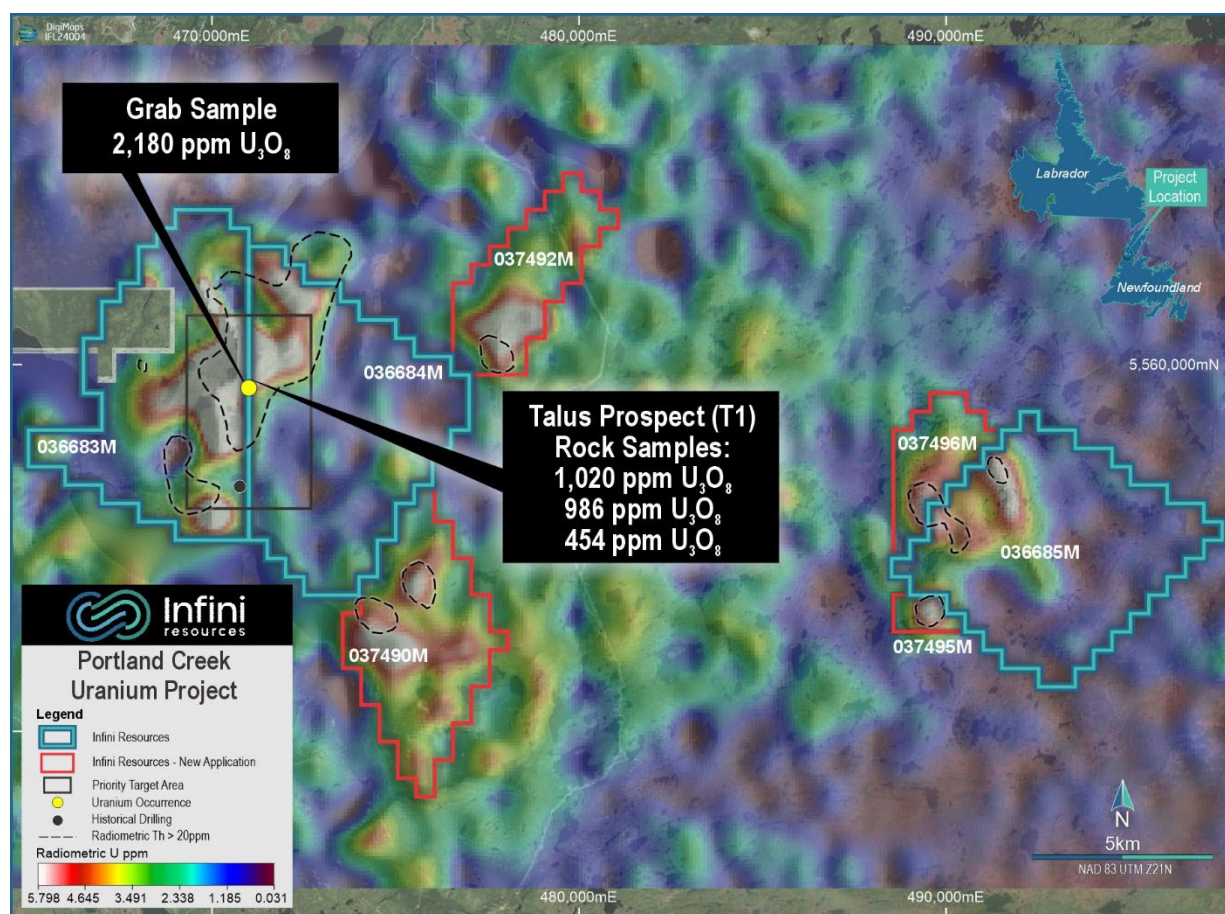 DigiMaps
IFL24004
470,000mE
480,000mE
490,000mE
Grab Sample
2,180 ppm U₃O₈
Labrador
Project
Location
Newfoundland
037492M
5,560,000mN
036684M
036683M
Talus Prospect (T1)
Rock Samples:
1,020 ppm U₃O₈
986 ppm U₃O₈
454 ppm U₃O₈
037496M
036685M
037495M
037490M
Infini
resources
Portland Creek
Uranium Project
Legend
Infini Resources
Infini Resources - New Application
Priority Target Area
Uranium Occurrence
Historical Drilling
Radiometric Th > 20ppm
Radiometric U ppm
5.798 4.645 3.491 2.338 1.185 0.031
N
5km
NAD 83 UTM Z21N
480,000mE
490,000mE